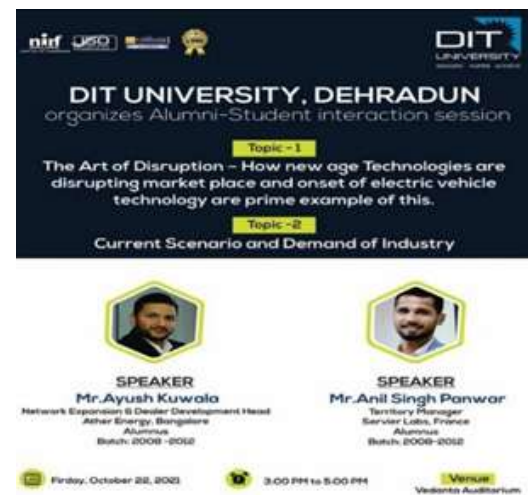 nirf
DIT
UNIVERSITY
DIT UNIVERSITY, DEHRADUN
organizes Alumni-Student interaction session
Topic - 1
The Art of Disruption – How new age Technologies are
disrupting market place and onset of electric vehicle
technology are prime example of this.
Topic -2
Current Scenario and Demand of Industry
SPEAKER
Mr.Ayush Kuwala
Network Expansion & Dealer Development Head
Ather Energy, Bangalore
Alumnus
Batch: 2008 -2012
SPEAKER
Mr.Anil Singh Panwar
Territory Manager
Servier Labs, France
Alumnus
Batch: 2008-2012
Firday, October 22, 2021
3:00 PM to 5:00 PM
Venue
Vedanta Auditorium